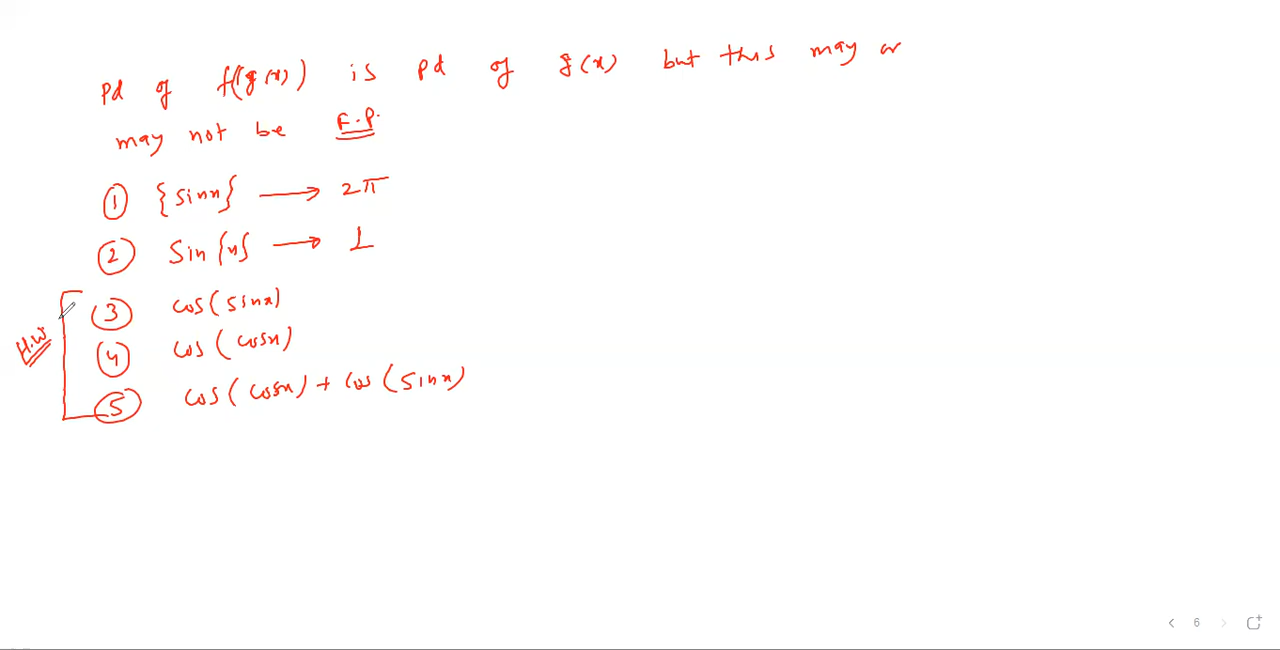 Pd of f(g(x)) is pd of g(x) but this may or
may not be F.P.
① {sinx} → 2π
② Sin{x} → 1
③ cos(sinx)
④ cos(cosx)
⑤ cos(cosx) + cos(sinx)
H.W
6